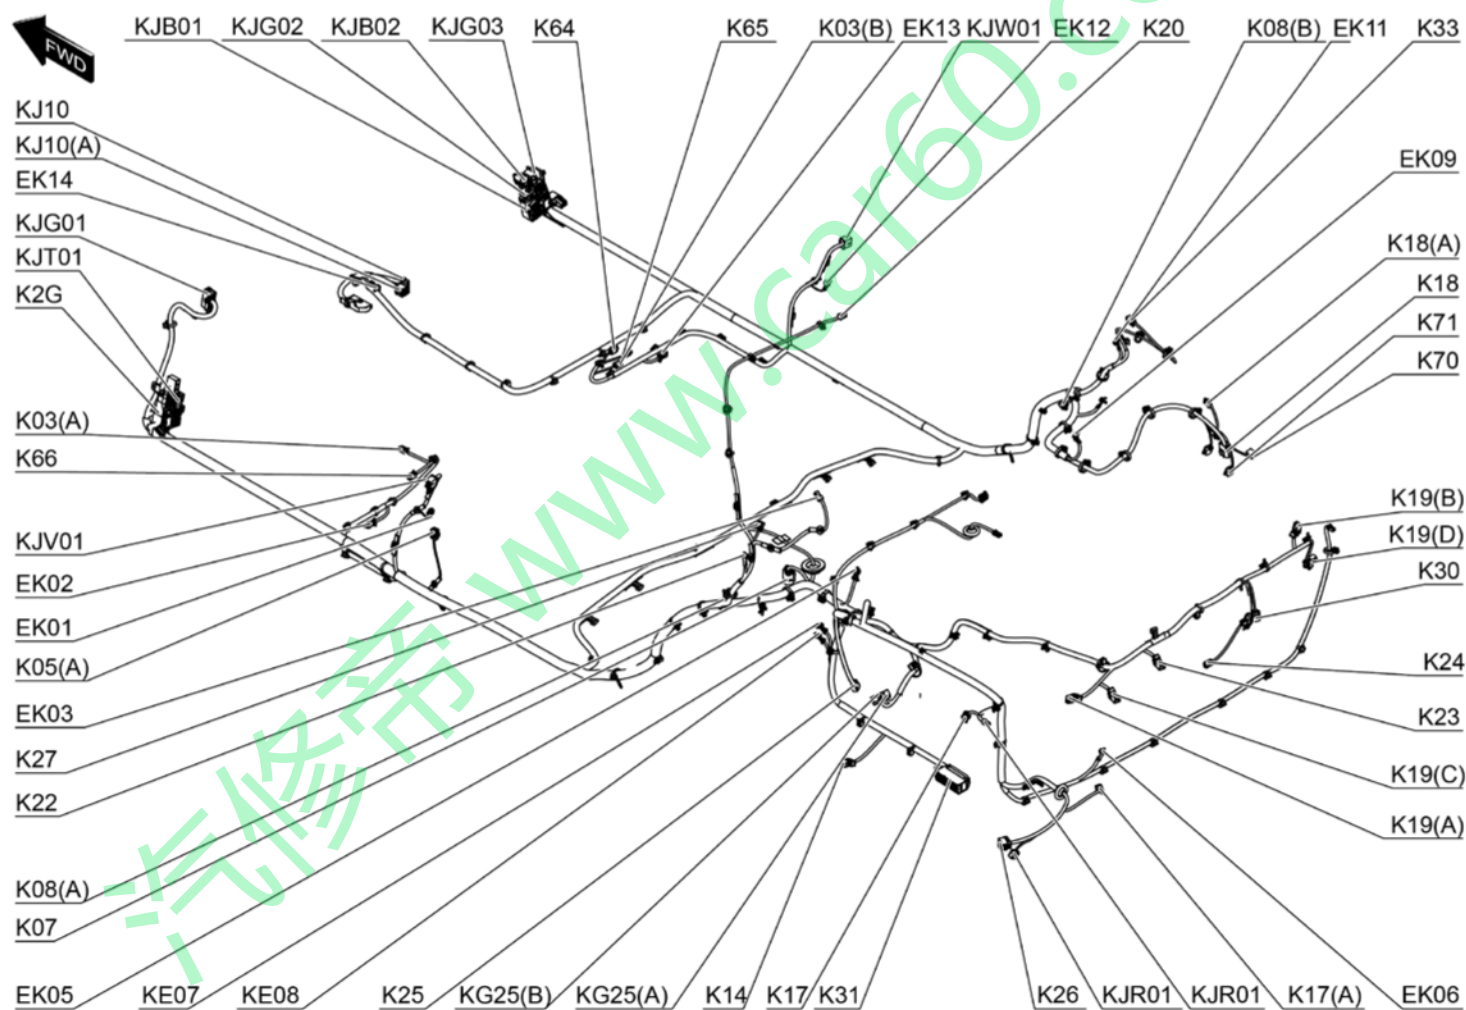 KJB01 KJG02 KJB02 KJG03 K64 K65 K03(B) EK13 KJW01 EK12 K20 K08(B) EK11 K33
FWD
KJ10
KJ10(A)
EK14
KJG01
KJT01
K2G
K03(A)
K66
KJV01
EK02
EK01
K05(A)
EK03
K27
K22
K08(A)
K07
EK09
K18(A)
K18
K71
K70
K19(B)
K19(D)
K30
K24
K23
K19(C)
K19(A)
EK05 KE07 KE08 K25 KG25(B) KG25(A) K14 K17 K31 K26 KJR01 KJR01 K17(A) EK06
汽修帝 www.car60.co